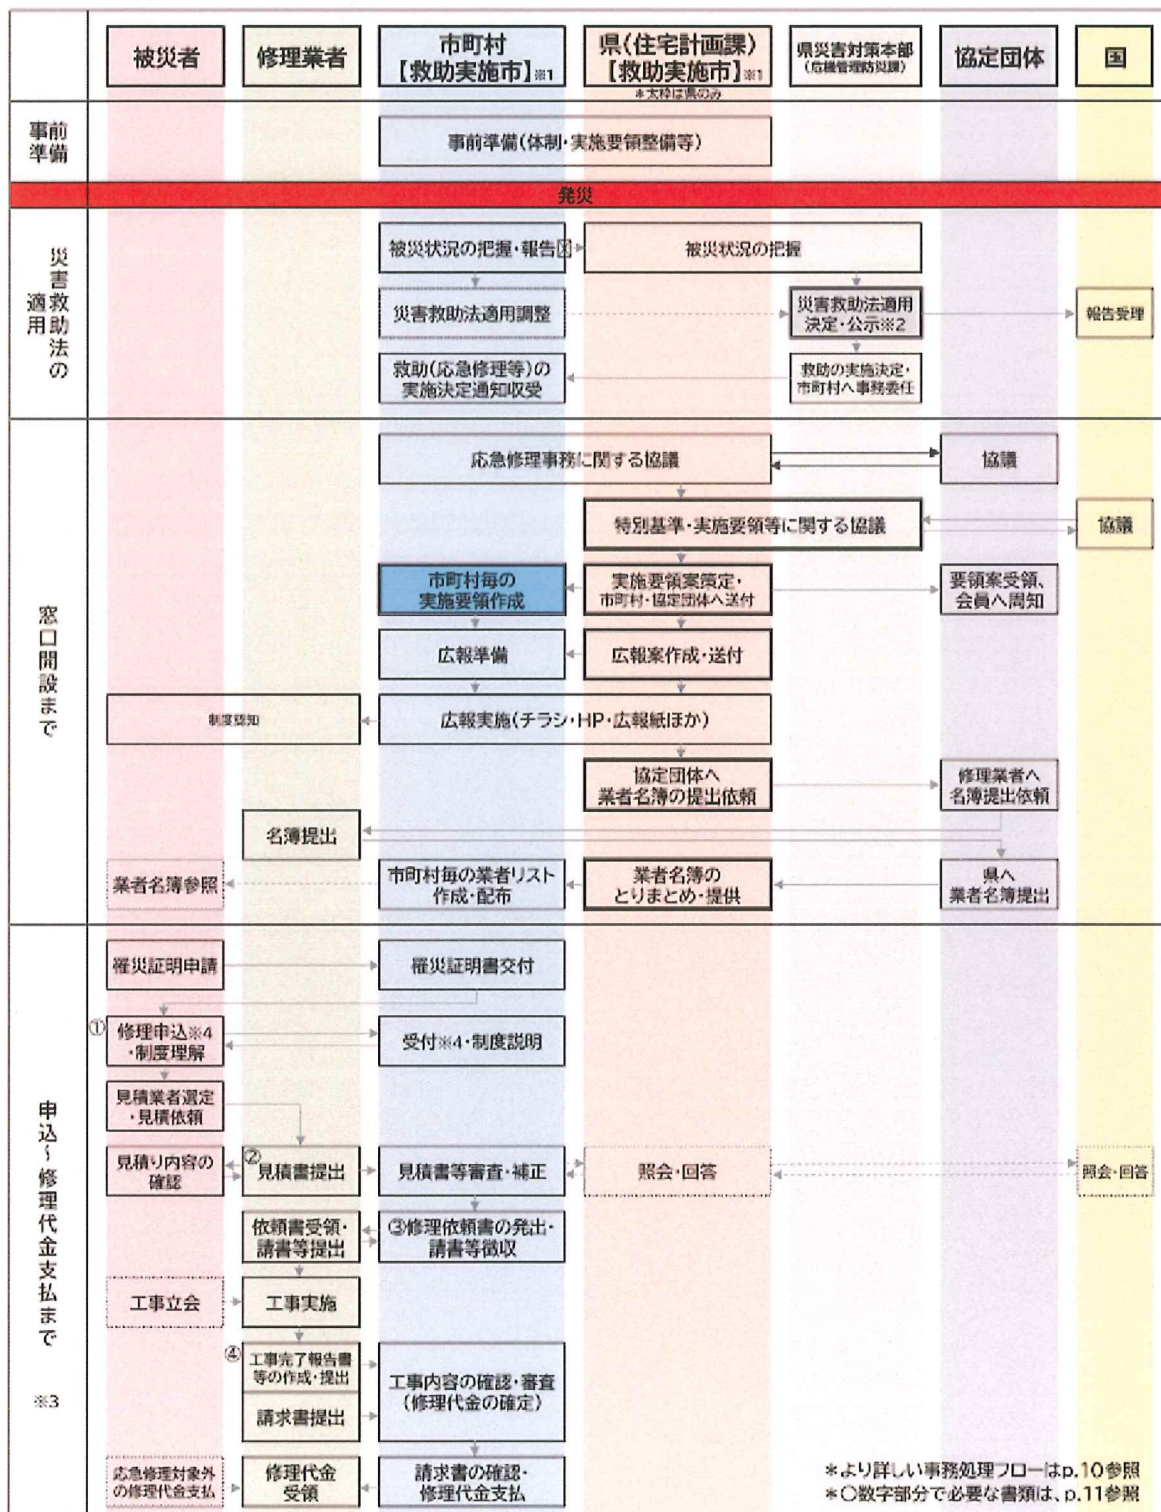 被災者
修理業者
市町村
【救助実施市】※1
県(住宅計画課)
【救助実施市】※1
*太枠は県のみ
県災害対策本部
(危機管理防災課)
協定団体
国
事前
準備
事前準備(体制・実施要領整備等)
発災
災害救助法の
適用
被災状況の把握・報告
被災状況の把握
災害救助法適用調整
災害救助法適用
決定・公示※2
報告受理
救助(応急修理等)の
実施決定通知収受
救助の実施決定・
市町村へ事務委任
窓口開設まで
応急修理事務に関する協議
協議
特別基準・実施要領等に関する協議
協議
市町村毎の
実施要領作成
実施要領案策定・
市町村・協定団体へ送付
要領案受領、
会員へ周知
広報準備
広報案作成・送付
制度認知
広報実施(チラシ・HP・広報紙ほか)
協定団体へ
業者名簿の提出依頼
修理業者へ
名簿提出依頼
名簿提出
業者名簿参照
市町村毎の業者リスト
作成・配布
業者名簿の
とりまとめ・提供
県へ
業者名簿提出
申込〜修理代金支払まで
※3
罹災証明申請
罹災証明書交付
①
修理申込※4
・制度理解
受付※4・制度説明
見積業者選定
・見積依頼
見積り内容の
確認
②
見積書提出
見積書等審査・補正
照会・回答
照会・回答
依頼書受領・
請書等提出
③修理依頼書の発出・
請書等徴収
工事立会
工事実施
④
工事完了報告書
等の作成・提出
請求書提出
工事内容の確認・審査
(修理代金の確定)
応急修理対象外
の修理代金支払
修理代金
受領
請求書の確認・
修理代金支払
*より詳しい事務処理フローはp.10参照
*○数字部分で必要な書類は、p.11参照